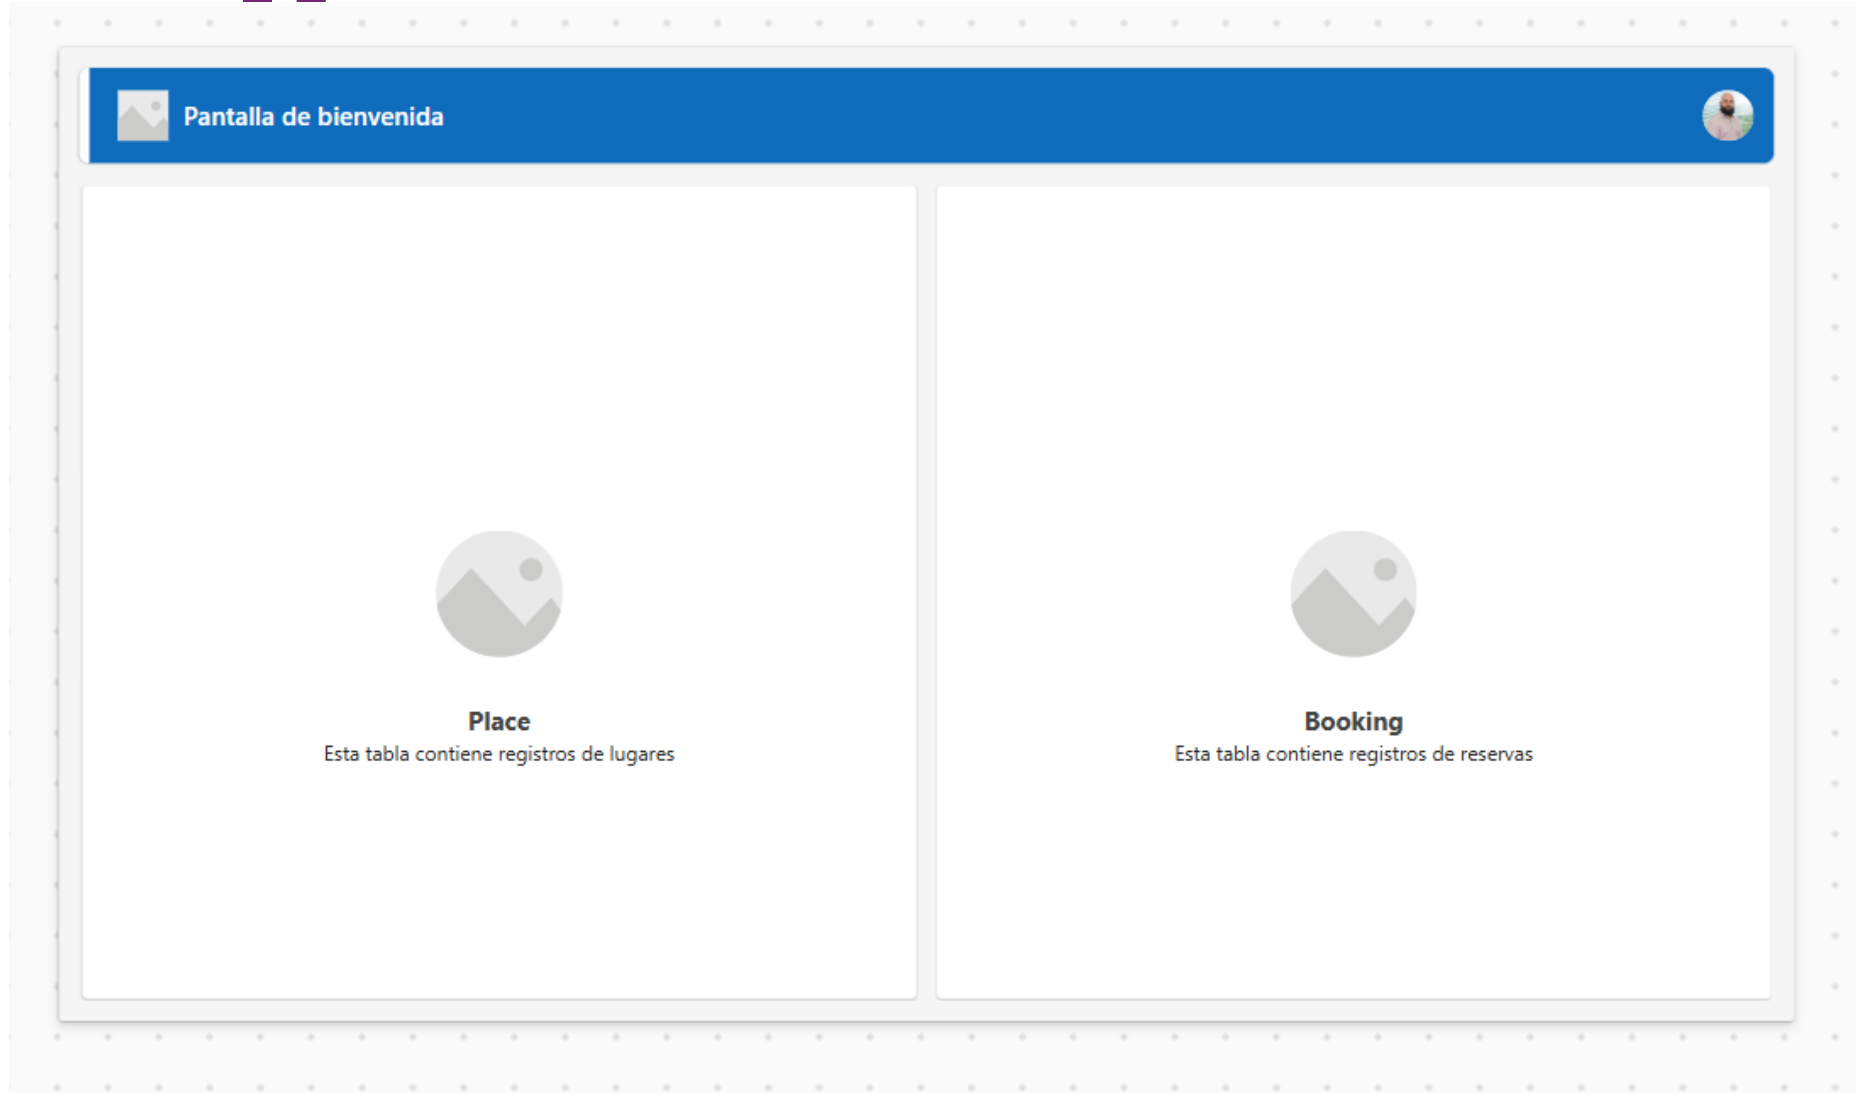 Pantalla de bienvenida
Place
Esta tabla contiene registros de lugares
Booking
Esta tabla contiene registros de reservas